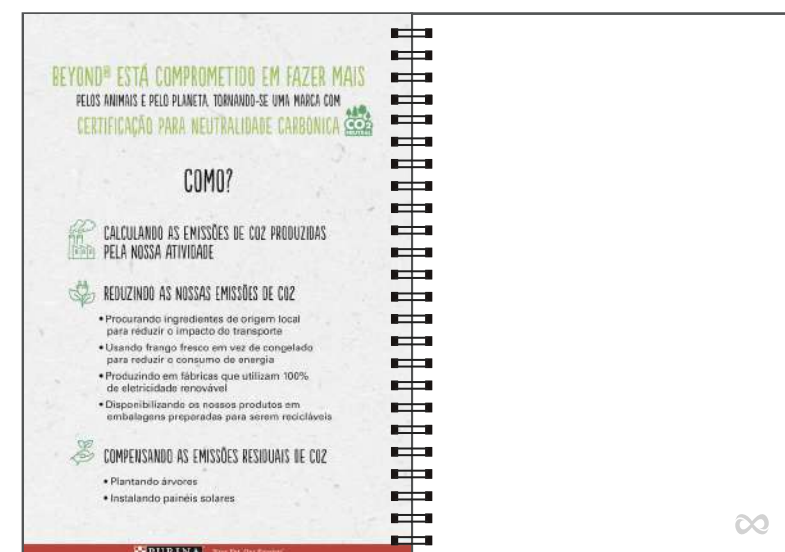 BEYOND® ESTÁ COMPROMETIDO EM FAZER MAIS
PELOS ANIMAIS E PELO PLANETA, TORNANDO-SE UMA MARCA COM
CERTIFICAÇÃO PARA NEUTRALIDADE CARBÓNICA
CO2
NEUTRAL
COMO?
CALCULANDO AS EMISSÕES DE CO2 PRODUZIDAS
PELA NOSSA ATIVIDADE
REDUZINDO AS NOSSAS EMISSÕES DE CO2
• Procurando ingredientes de origem local
para reduzir o impacto do transporte
• Usando frango fresco em vez de congelado
para reduzir o consumo de energia
• Produzindo em fábricas que utilizam 100%
de eletricidade renovável
• Disponibilizando os nossos produtos em
embalagens preparadas para serem recicláveis
COMPENSANDO AS EMISSÕES RESIDUAIS DE CO2
• Plantando árvores
• Instalando painéis solares
PURINA